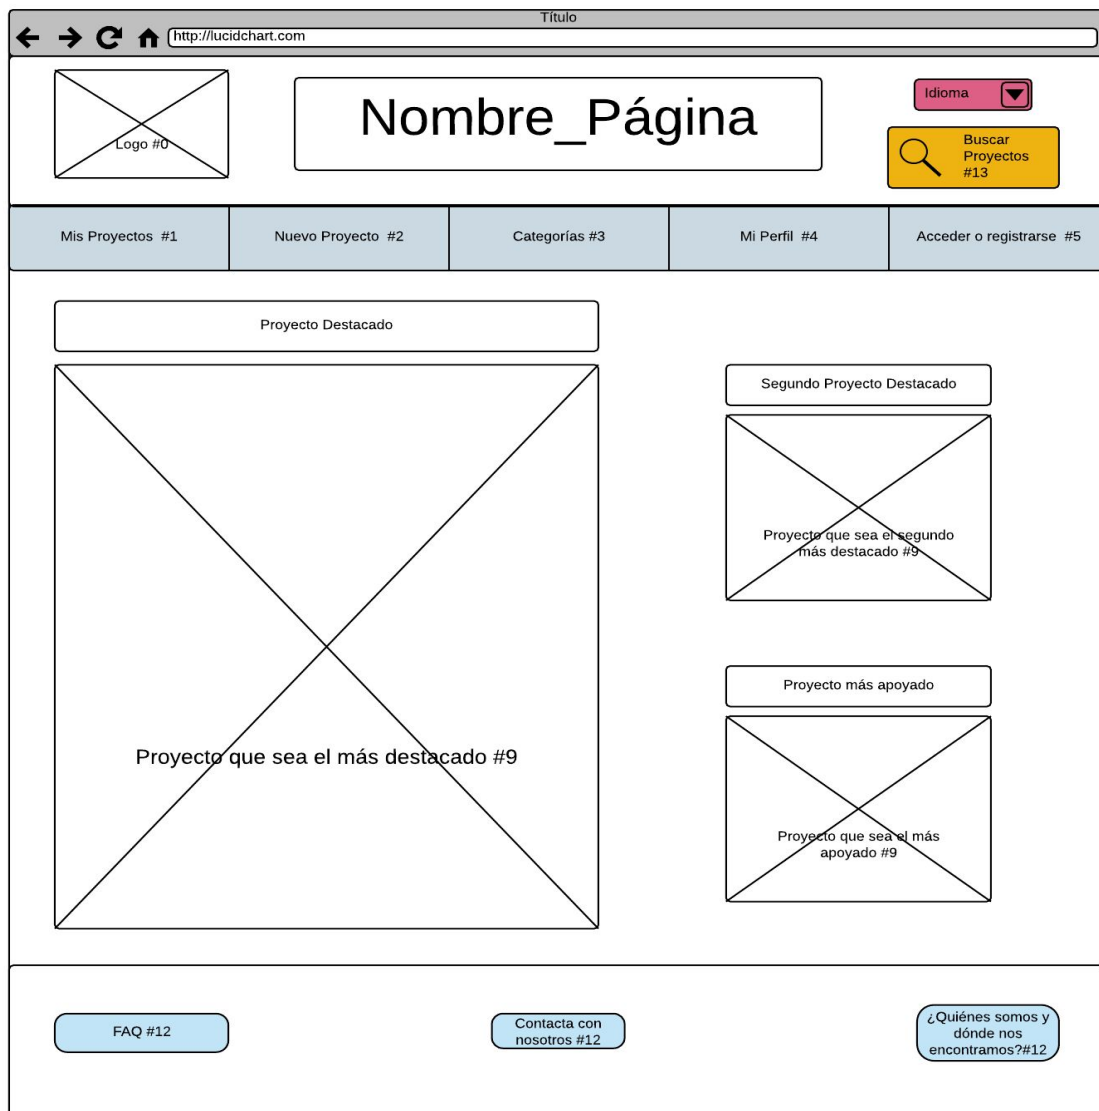 Título
http://lucidchart.com
Logo #0
Nombre_Página
Idioma
Buscar
Proyectos
#13
Mis Proyectos #1
Nuevo Proyecto #2
Categorías #3
Mi Perfil #4
Acceder o registrarse #5
Proyecto Destacado
Proyecto que sea el más destacado #9
Segundo Proyecto Destacado
Proyecto que sea el segundo
más destacado #9
Proyecto más apoyado
Proyecto que sea el más
apoyado #9
FAQ #12
Contacta con
nosotros #12
¿Quiénes somos y
dónde nos
encontramos?#12